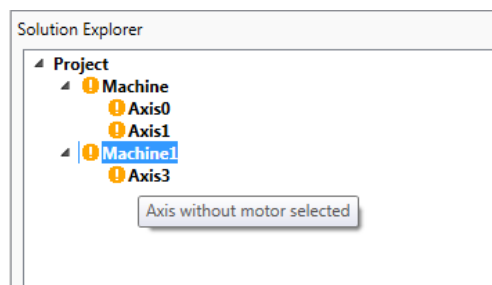 Solution Explorer
Project
Machine
Axis0
Axis1
Machine1
Axis3
Axis without motor selected